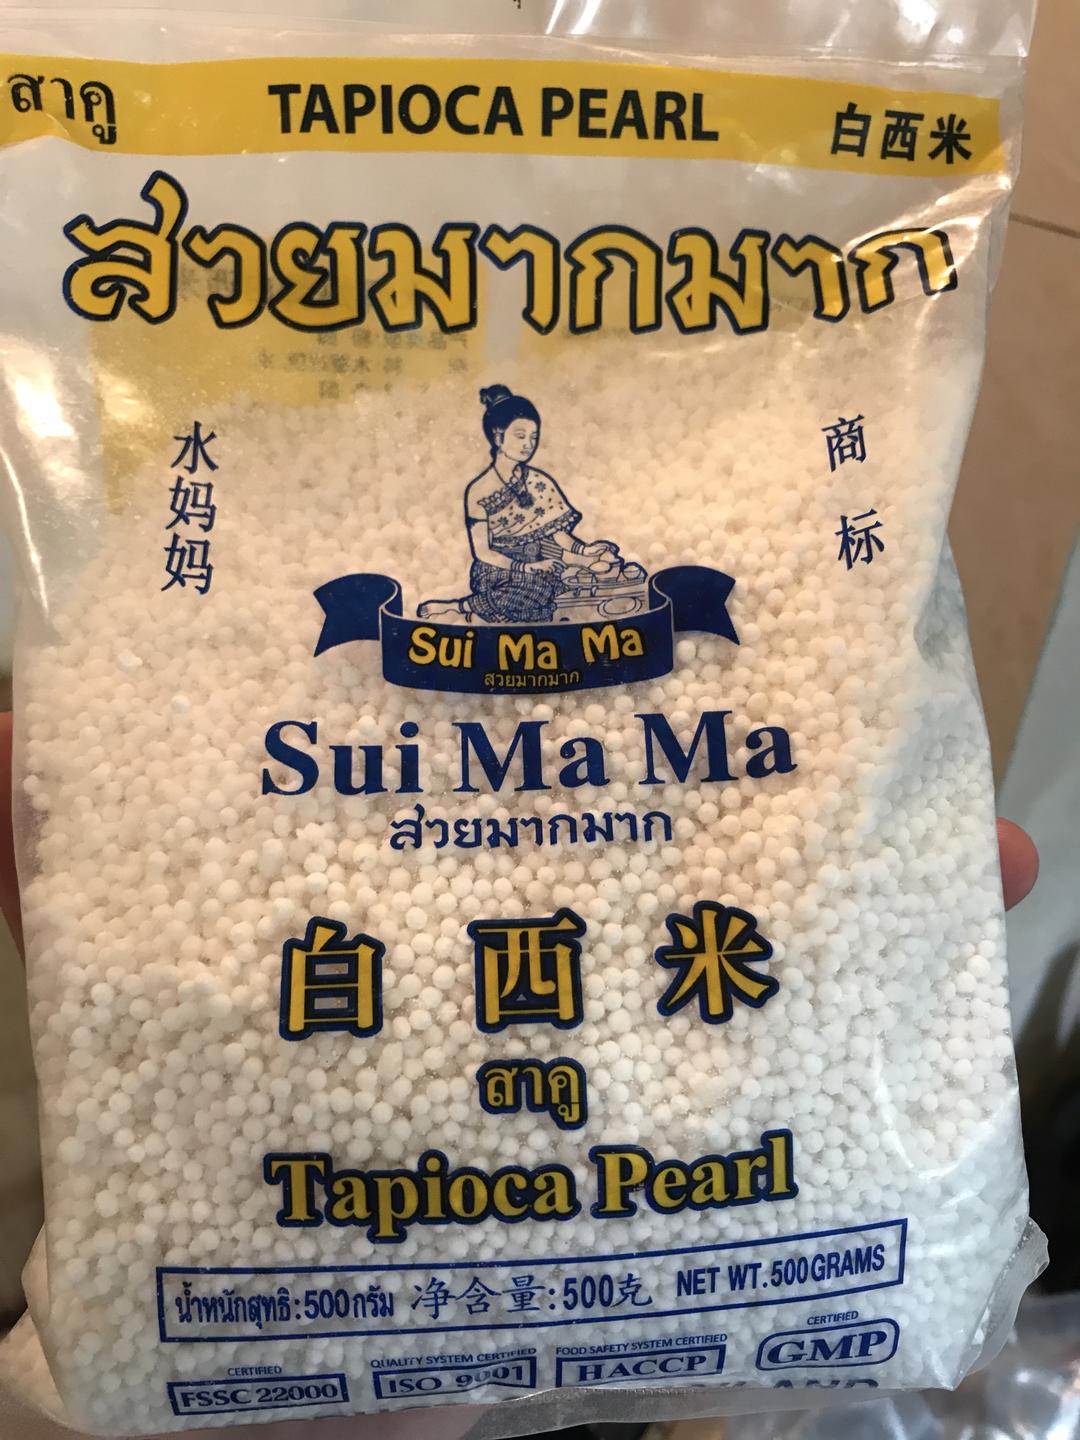 สาคู TAPIOCA PEARL 白西米
สวยมากมาก
水妈妈
商标
Sui Ma Ma
สวยมากมาก
Sui Ma Ma
สวยมากมาก
白西米
สาคู
Tapioca Pearl
น้ำหนักสุทธิ:500กรัม 净含量:500克 NET WT.500GRAMS
CERTIFIED
FSSC 22000
QUALITY SYSTEM CERTIFIED
ISO 9001
FOOD SAFETY SYSTEM CERTIFIED
HACCP
CERTIFIED
GMP